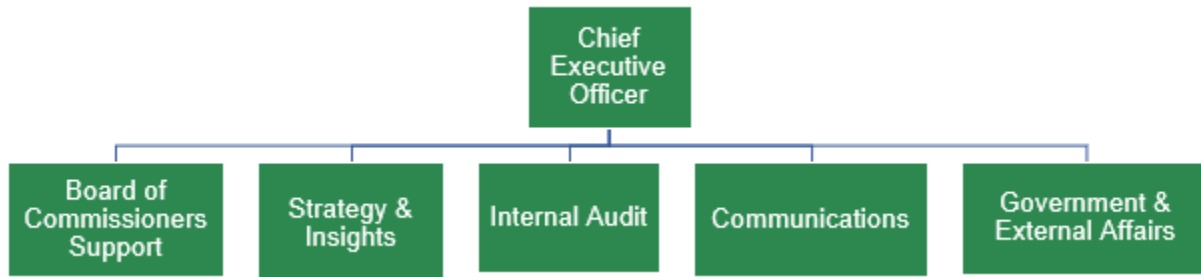 Chief
Executive
Officer
Board of
Commissioners
Support
Strategy &
Insights
Internal Audit
Communications
Government &
External Affairs